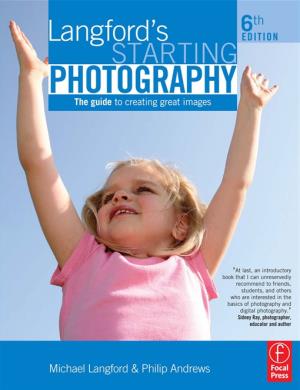 Langford's
STARTING
PHOTOGRAPHY
The guide to creating great images
6th
EDITION
"At last, an introductory
book that I can unreservedly
recommend to friends,
students, and others
who are interested in the
basics of photography and
digital photography."
Sidney Ray, photographer,
educator and author
Michael Langford & Philip Andrews
f
Focal
Press